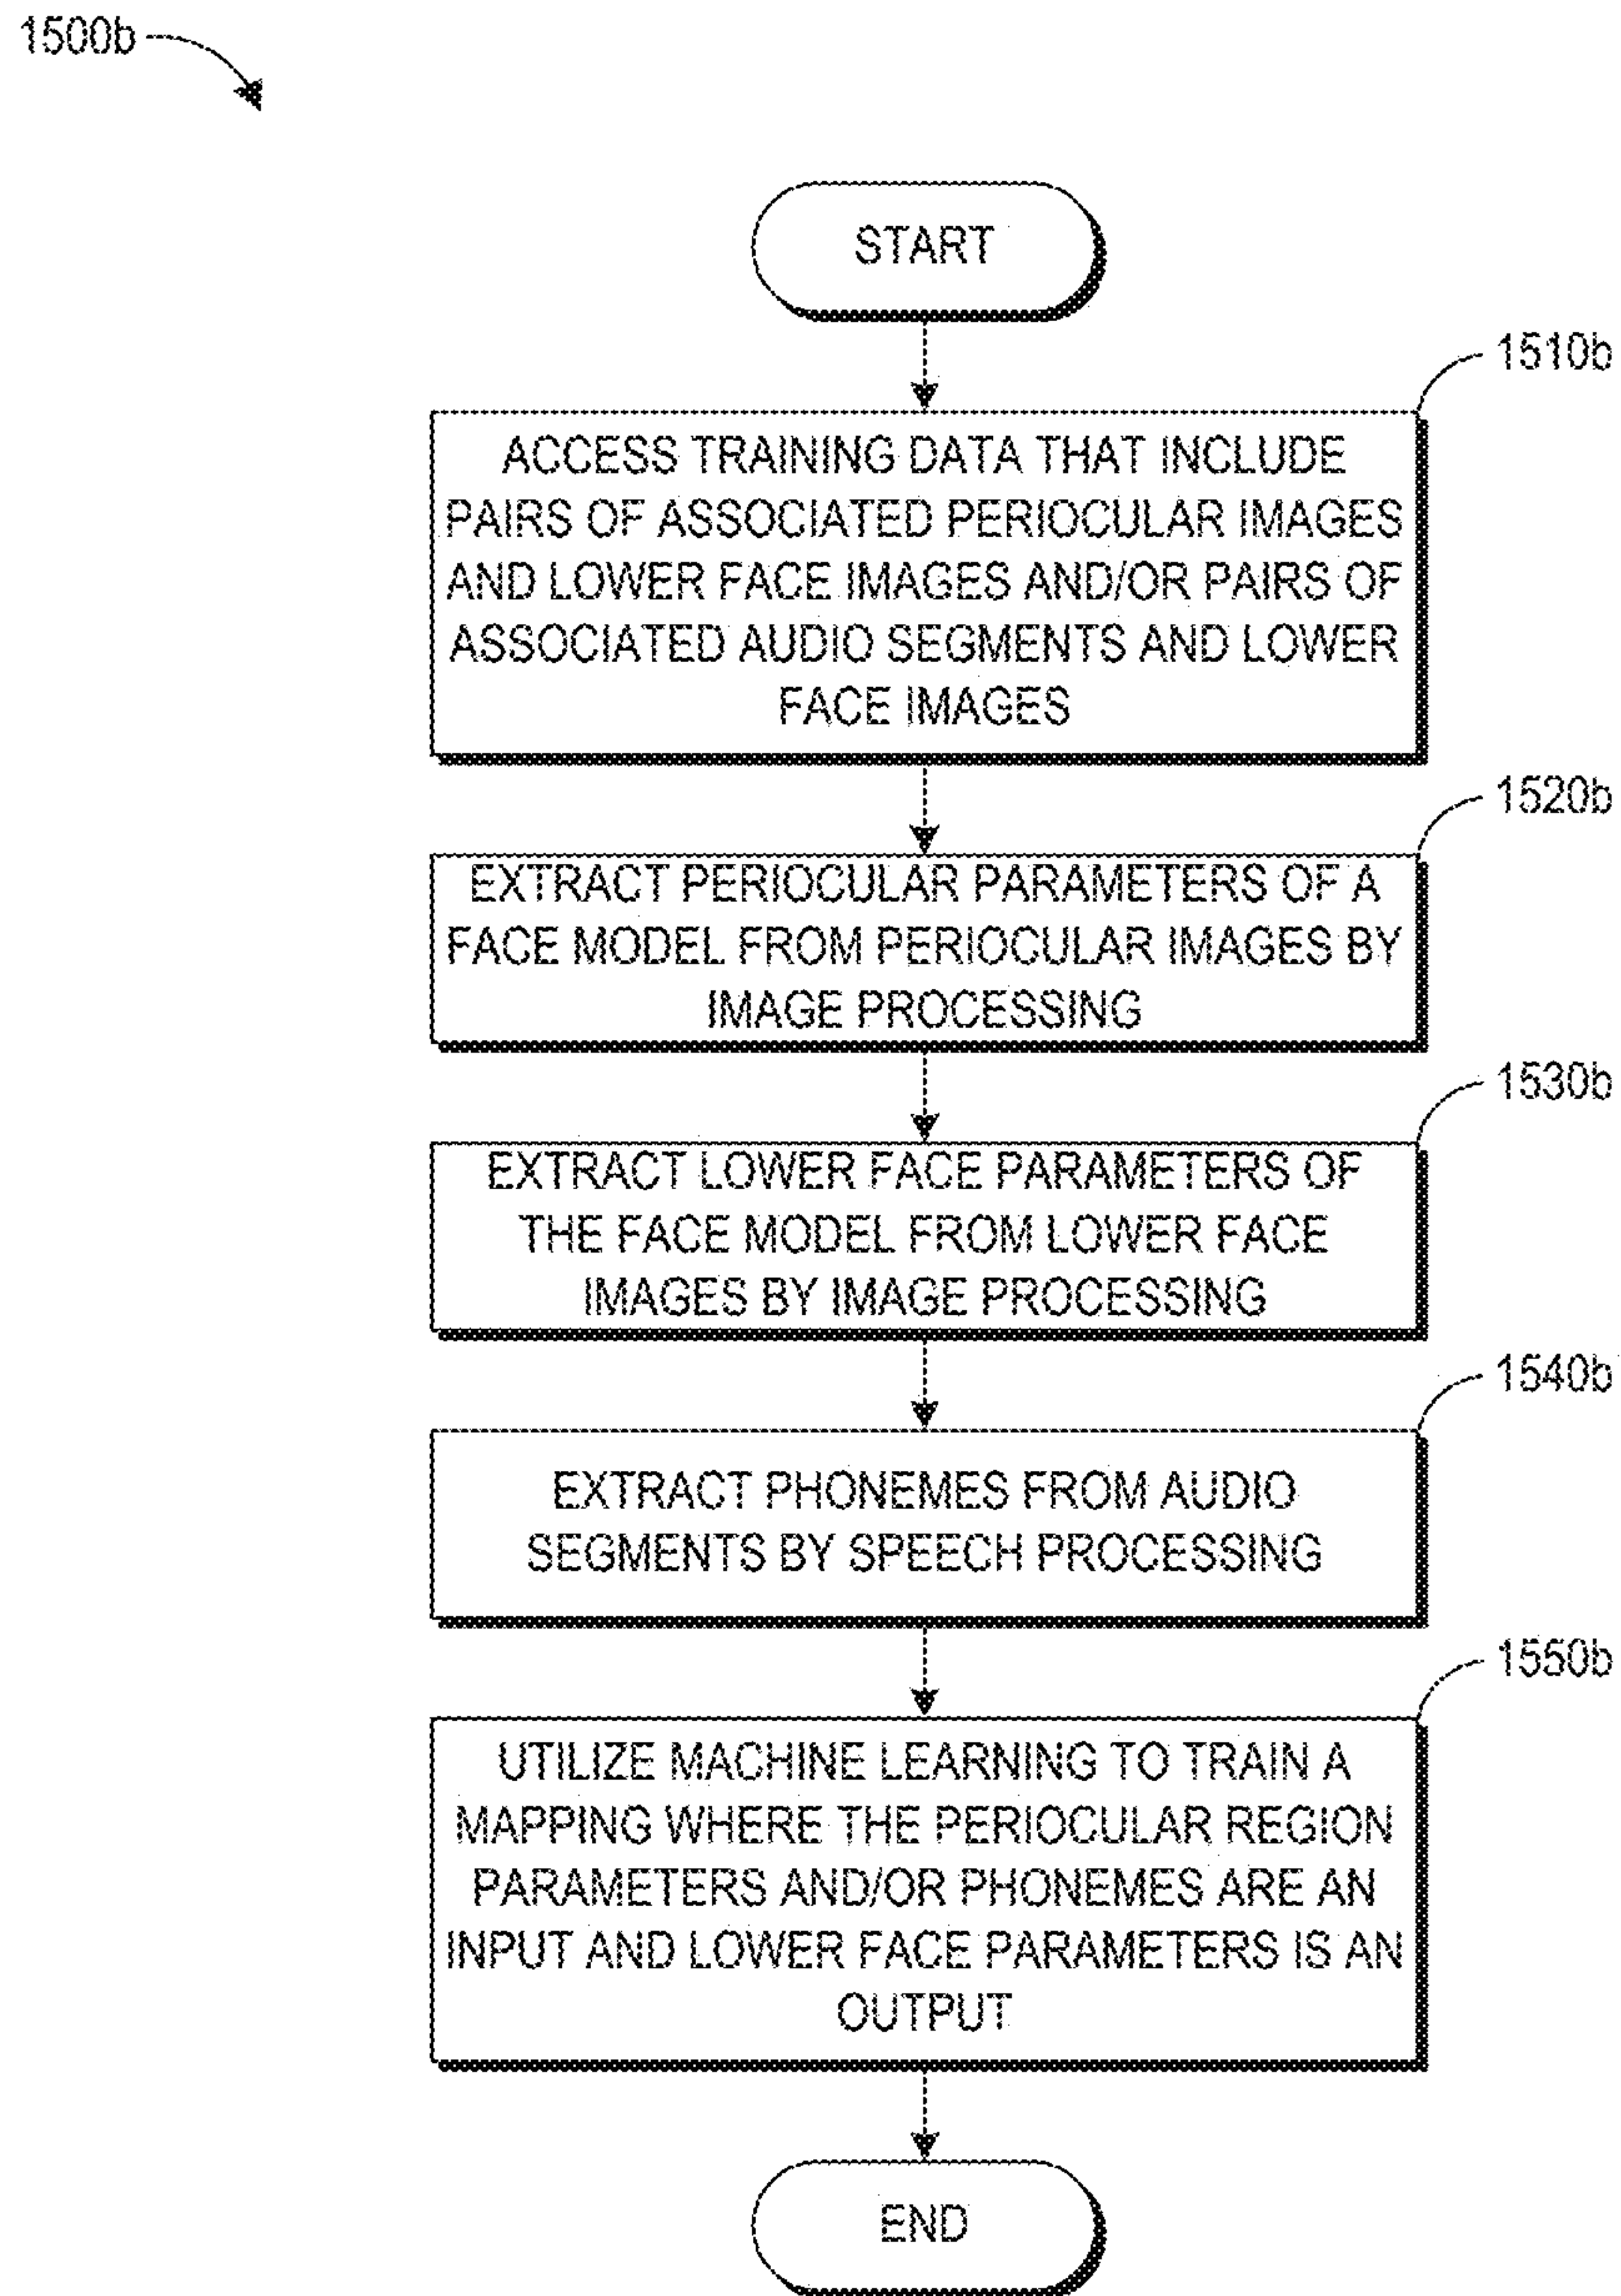 1500b
START
1510b
ACCESS TRAINING DATA THAT INCLUDE
PAIRS OF ASSOCIATED PERIOCULAR IMAGES
AND LOWER FACE IMAGES AND/OR PAIRS OF
ASSOCIATED AUDIO SEGMENTS AND LOWER
FACE IMAGES
1520b
EXTRACT PERIOCULAR PARAMETERS OF A
FACE MODEL FROM PERIOCULAR IMAGES BY
IMAGE PROCESSING
1530b
EXTRACT LOWER FACE PARAMETERS OF
THE FACE MODEL FROM LOWER FACE
IMAGES BY IMAGE PROCESSING
1540b
EXTRACT PHONEMES FROM AUDIO
SEGMENTS BY SPEECH PROCESSING
1550b
UTILIZE MACHINE LEARNING TO TRAIN A
MAPPING WHERE THE PERIOCULAR REGION
PARAMETERS AND/OR PHONEMES ARE AN
INPUT AND LOWER FACE PARAMETERS IS AN
OUTPUT
END